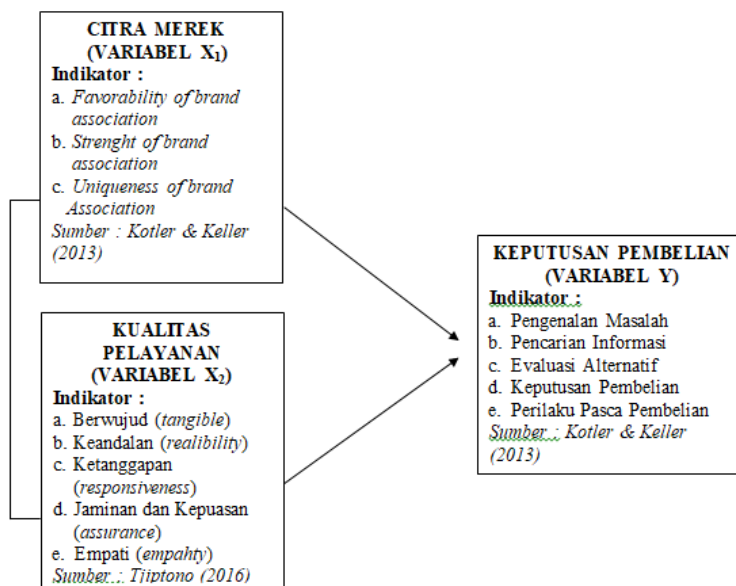 CITRA MEREK
(VARIABEL X1)
Indikator :
a. Favorability of brand
association
b. Strenght of brand
association
c. Uniqueness of brand
Association
Sumber : Kotler & Keller
(2013)
KUALITAS
PELAYANAN
(VARIABEL X2)
Indikator :
a. Berwujud (tangible)
b. Keandalan (realibility)
c. Ketanggapan
(responsiveness)
d. Jaminan dan Kepuasan
(assurance)
e. Empati (empahty)
Sumber : Tjiptono (2016)
KEPUTUSAN PEMBELIAN
(VARIABEL Y)
Indikator :
a. Pengenalan Masalah
b. Pencarian Informasi
c. Evaluasi Alternatif
d. Keputusan Pembelian
e. Perilaku Pasca Pembelian
Sumber : Kotler & Keller
(2013)